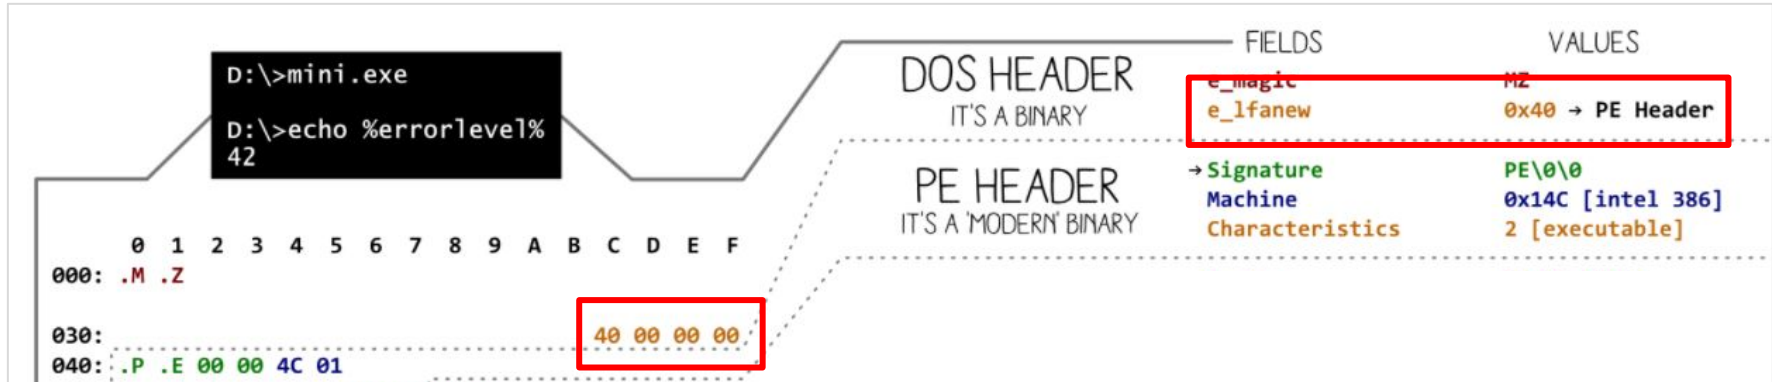 D:\>mini.exe
D:\>echo %errorlevel%
42
FIELDS VALUES
DOS HEADER
IT'S A BINARY
e_magic MZ
e_lfanew 0x40 → PE Header
PE HEADER
IT'S A 'MODERN' BINARY
→Signature PE\0\0
Machine 0x14C [intel 386]
Characteristics 2 [executable]
0 1 2 3 4 5 6 7 8 9 A B C D E F
000: .M .Z
030: 40 00 00 00
040: .P .E 00 00 4C 01